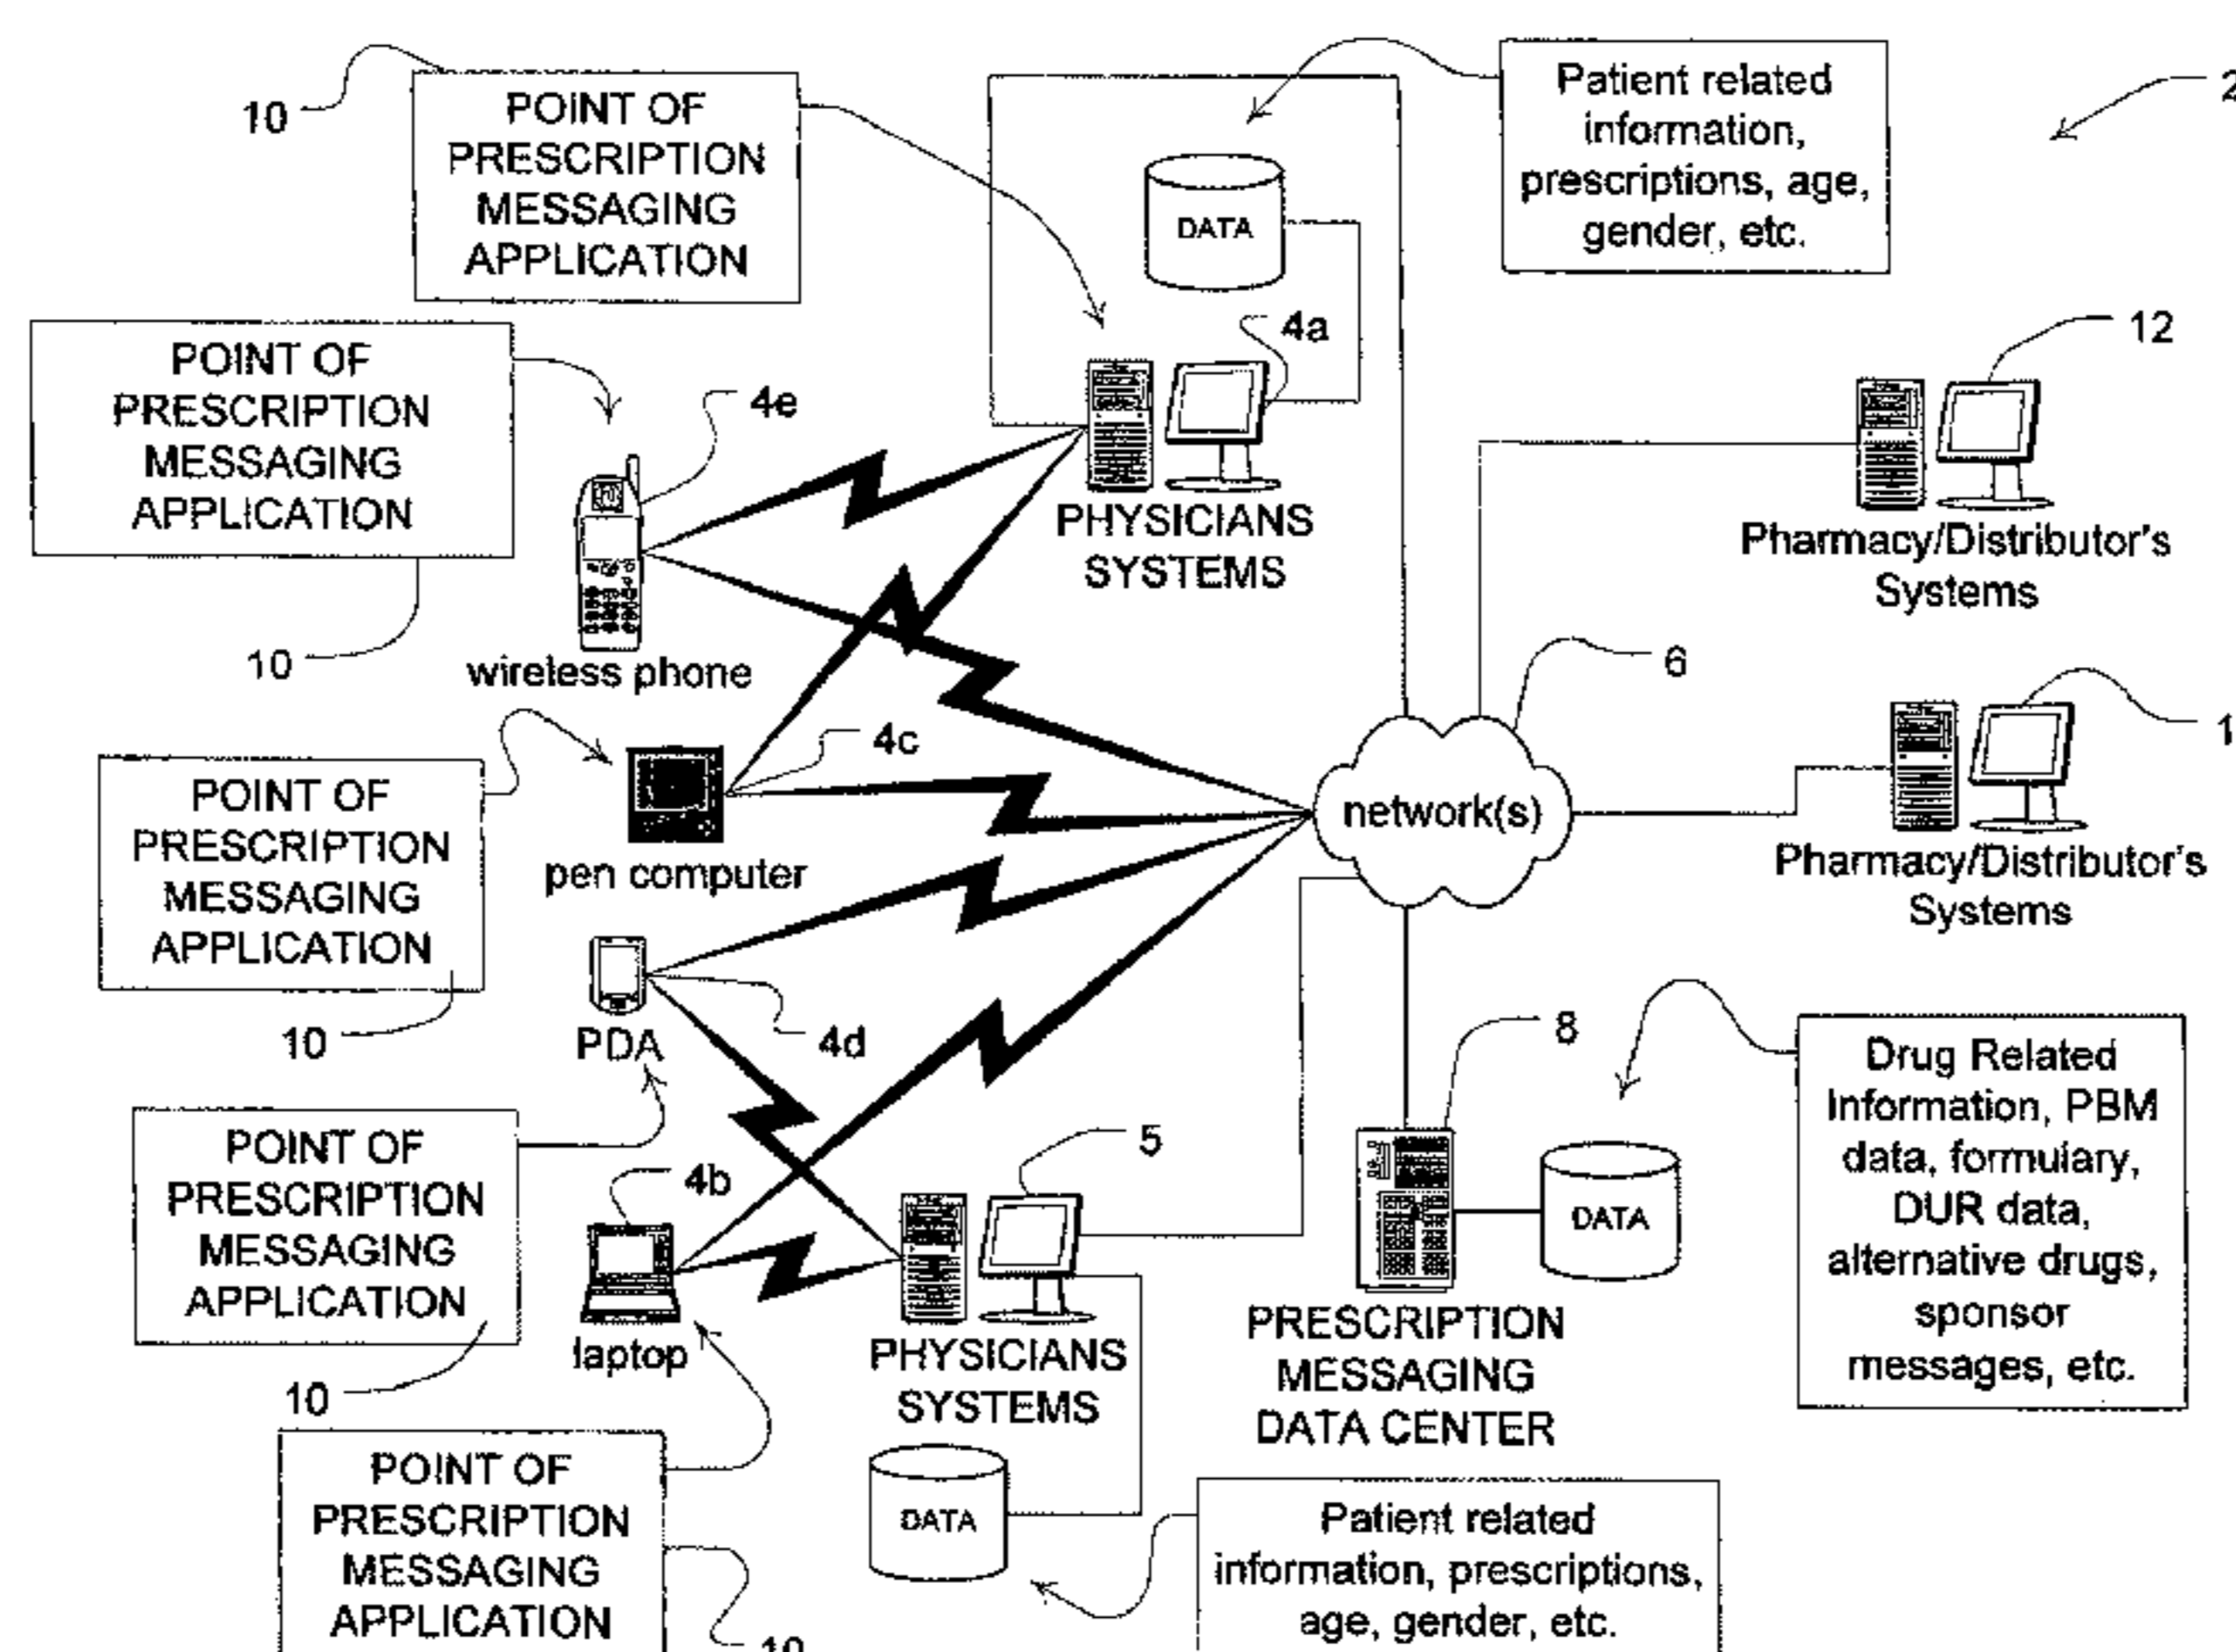 10
POINT OF
PRESCRIPTION
MESSAGING
APPLICATION
DATA
Patient related
information,
prescriptions, age,
gender, etc.
2
POINT OF
PRESCRIPTION
MESSAGING
APPLICATION
10
4e
wireless phone
4a
PHYSICIANS
SYSTEMS
12
Pharmacy/Distributor's
Systems
6
network(s)
1
Pharmacy/Distributor's
Systems
POINT OF
PRESCRIPTION
MESSAGING
APPLICATION
10
4c
pen computer
PDA
4d
POINT OF
PRESCRIPTION
MESSAGING
APPLICATION
10
4b
laptop
5
PHYSICIANS
SYSTEMS
DATA
8
PRESCRIPTION
MESSAGING
DATA CENTER
DATA
Drug Related
Information, PBM
data, formulary,
DUR data,
alternative drugs,
sponsor
messages, etc.
POINT OF
PRESCRIPTION
MESSAGING
APPLICATION
10
Patient related
information, prescriptions,
age, gender, etc.